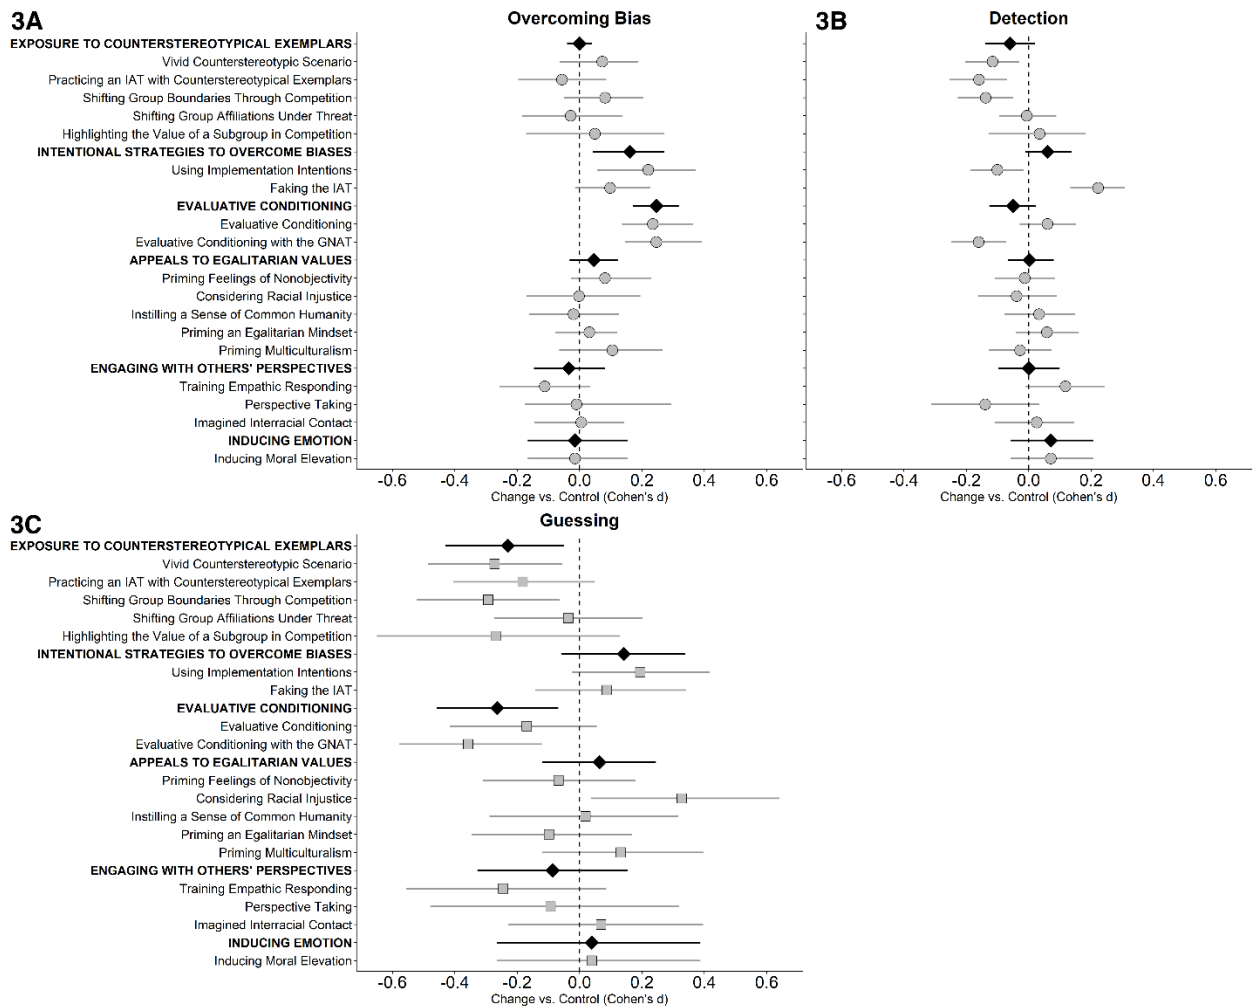 3A
Overcoming Bias
3B
Detection
EXPOSURE TO COUNTERSTEREOTYPICAL EXEMPLARS
Vivid Counterstereotypic Scenario
Practicing an IAT with Counterstereotypical Exemplars
Shifting Group Boundaries Through Competition
Shifting Group Affiliations Under Threat
Highlighting the Value of a Subgroup in Competition
INTENTIONAL STRATEGIES TO OVERCOME BIASES
Using Implementation Intentions
Faking the IAT
EVALUATIVE CONDITIONING
Evaluative Conditioning
Evaluative Conditioning with the GNAT
APPEALS TO EGALITARIAN VALUES
Priming Feelings of Nonobjectivity
Considering Racial Injustice
Instilling a Sense of Common Humanity
Priming an Egalitarian Mindset
Priming Multiculturalism
ENGAGING WITH OTHERS' PERSPECTIVES
Training Empathic Responding
Perspective Taking
Imagined Interracial Contact
INDUCING EMOTION
Inducing Moral Elevation
-0.6 -0.4 -0.2 0.0 0.2 0.4 0.6
Change vs. Control (Cohen's d)
-0.6 -0.4 -0.2 0.0 0.2 0.4 0.6
Change vs. Control (Cohen's d)
3C
Guessing
EXPOSURE TO COUNTERSTEREOTYPICAL EXEMPLARS
Vivid Counterstereotypic Scenario
Practicing an IAT with Counterstereotypical Exemplars
Shifting Group Boundaries Through Competition
Shifting Group Affiliations Under Threat
Highlighting the Value of a Subgroup in Competition
INTENTIONAL STRATEGIES TO OVERCOME BIASES
Using Implementation Intentions
Faking the IAT
EVALUATIVE CONDITIONING
Evaluative Conditioning
Evaluative Conditioning with the GNAT
APPEALS TO EGALITARIAN VALUES
Priming Feelings of Nonobjectivity
Considering Racial Injustice
Instilling a Sense of Common Humanity
Priming an Egalitarian Mindset
Priming Multiculturalism
ENGAGING WITH OTHERS' PERSPECTIVES
Training Empathic Responding
Perspective Taking
Imagined Interracial Contact
INDUCING EMOTION
Inducing Moral Elevation
-0.6 -0.4 -0.2 0.0 0.2 0.4 0.6
Change vs. Control (Cohen's d)